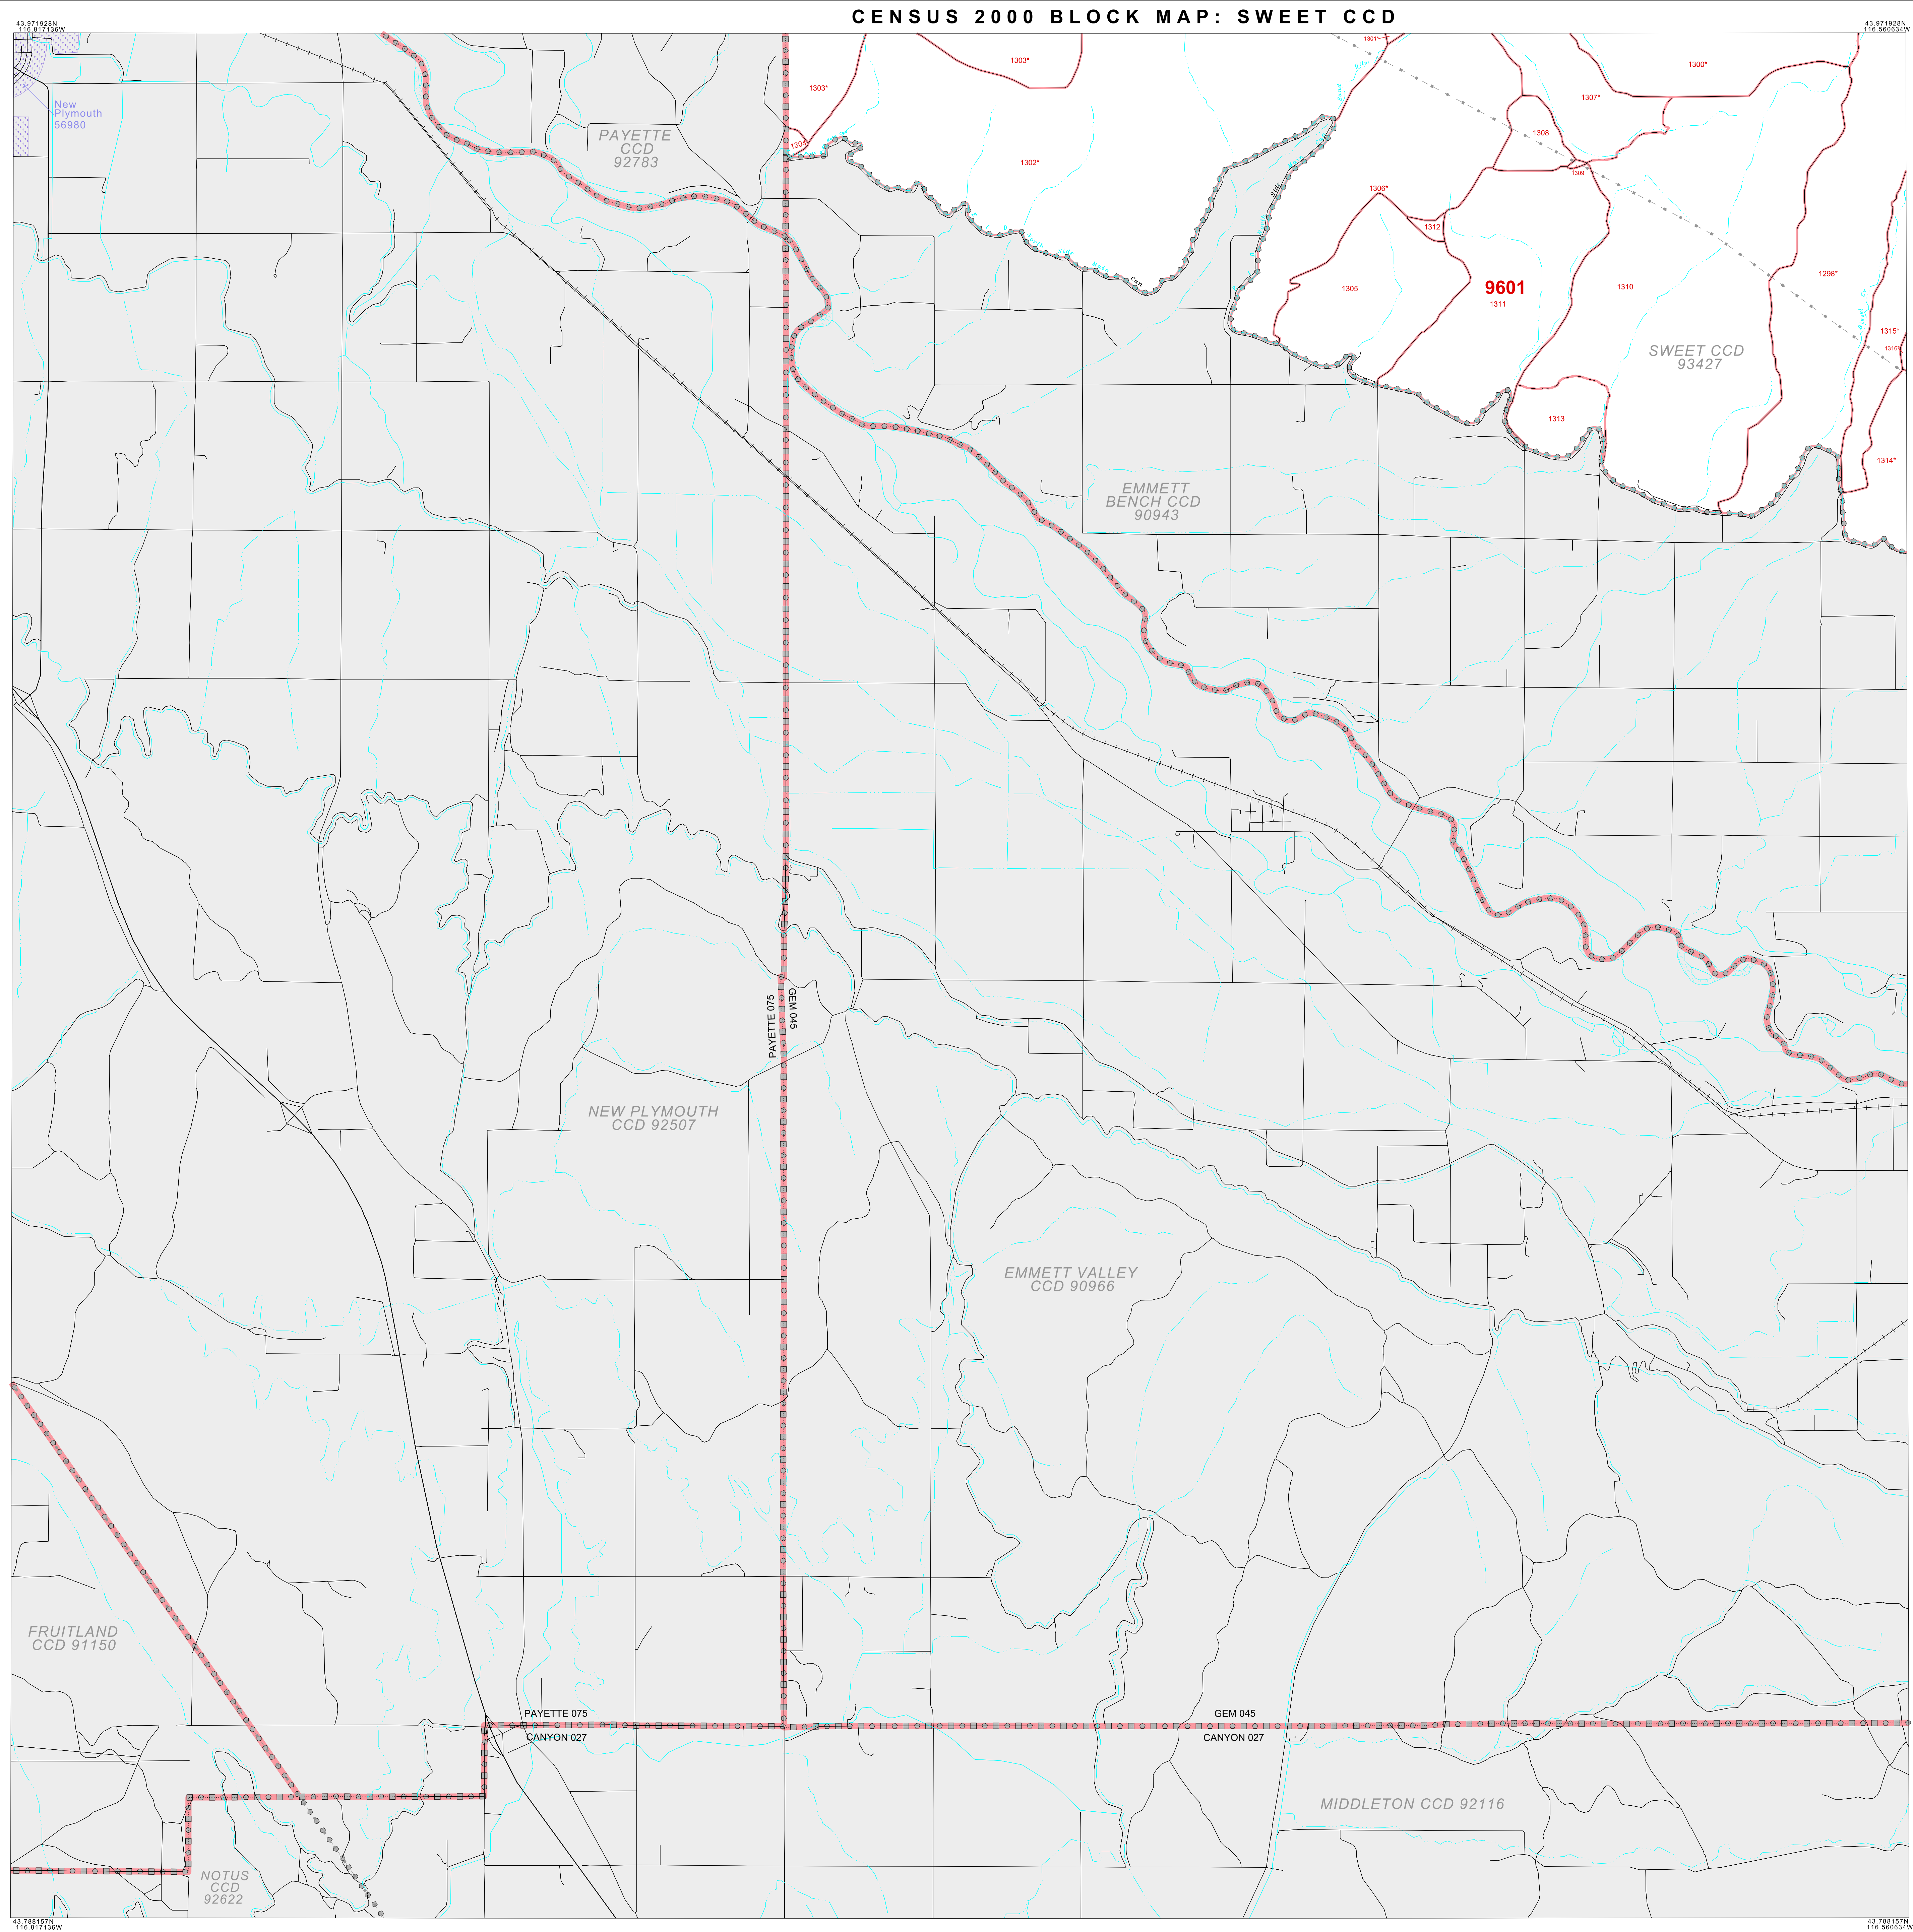 CENSUS 2000 BLOCK MAP: SWEET CCD
43.971928N
116.817136W
43.971928N
116.560634W
1301*
1303*
1300*
1303*
1307*
New
Plymouth
56980
PAYETTE
CCD
92783
1304
1308
1302*
1309
1306*
Side
1312
1298*
Can
1305
9601
1311
1310
1315*
1316*
SWEET CCD
93427
1313
1314*
EMMETT
BENCH CCD
90943
PAYETTE 075
GEM 045
NEW PLYMOUTH
CCD 92507
EMMETT VALLEY
CCD 90966
FRUITLAND
CCD 91150
PAYETTE 075
CANYON 027
GEM 045
CANYON 027
MIDDLETON CCD 92116
NOTUS
CCD
92622
43.788157N
116.817136W
43.788157N
116.560634W